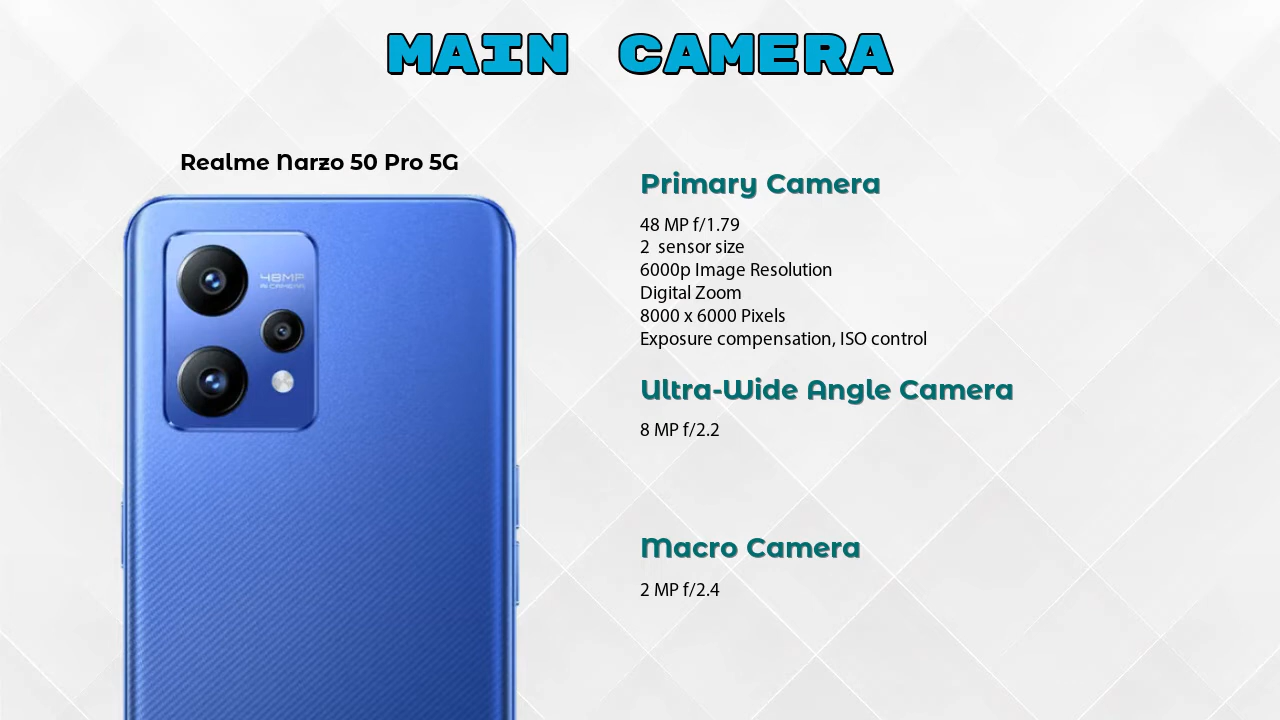 MAIN CAMERA
Realme Narzo 50 Pro 5G
48MP
AI CAMERA
Primary Camera
48 MP f/1.79
2  sensor size
6000p Image Resolution
Digital Zoom
8000 x 6000 Pixels
Exposure compensation, ISO control
Ultra-Wide Angle Camera
8 MP f/2.2
Macro Camera
2 MP f/2.4